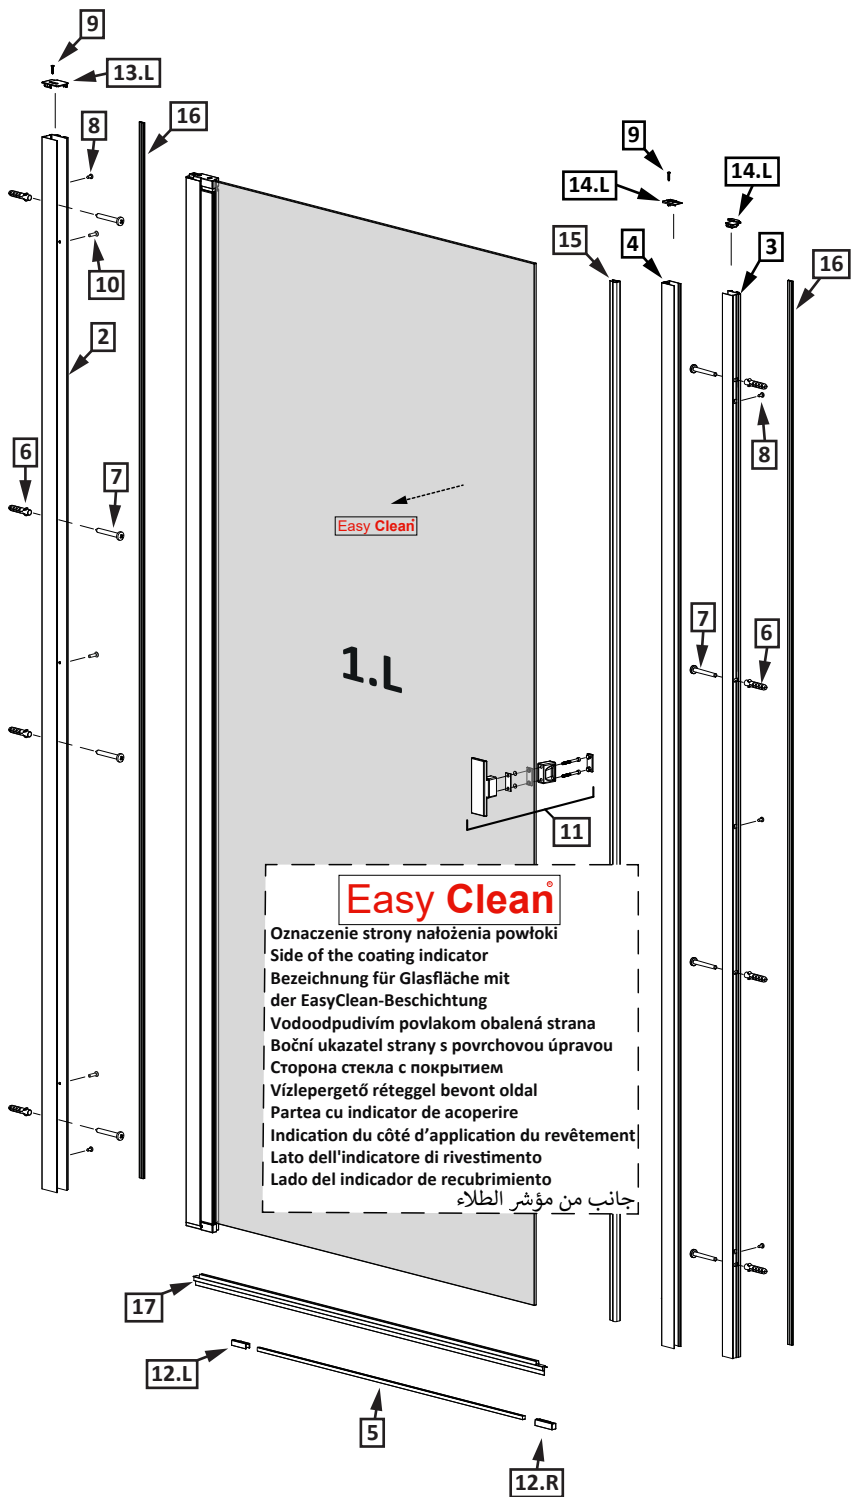 9
13.L
16
8
9
14.L
14.L
15
4
3
16
10
2
8
6
7
Easy Clean
1.L
7
6
11
Easy Clean®
Oznaczenie strony nałożenia powłoki
Side of the coating indicator
Bezeichnung für Glasfläche mit
der EasyClean-Beschichtung
Vodoodpudivím povlakom obalená strana
Boční ukazatel strany s povrchovou úpravou
Сторона стекла с покрытием
Vízlepergető réteggel bevont oldal
Partea cu indicator de acoperire
Indication du côté d’application du revêtement
Lato dell'indicatore di rivestimento
Lado del indicador de recubrimiento
جانب من مؤشر الطلاء
17
12.L
5
12.R